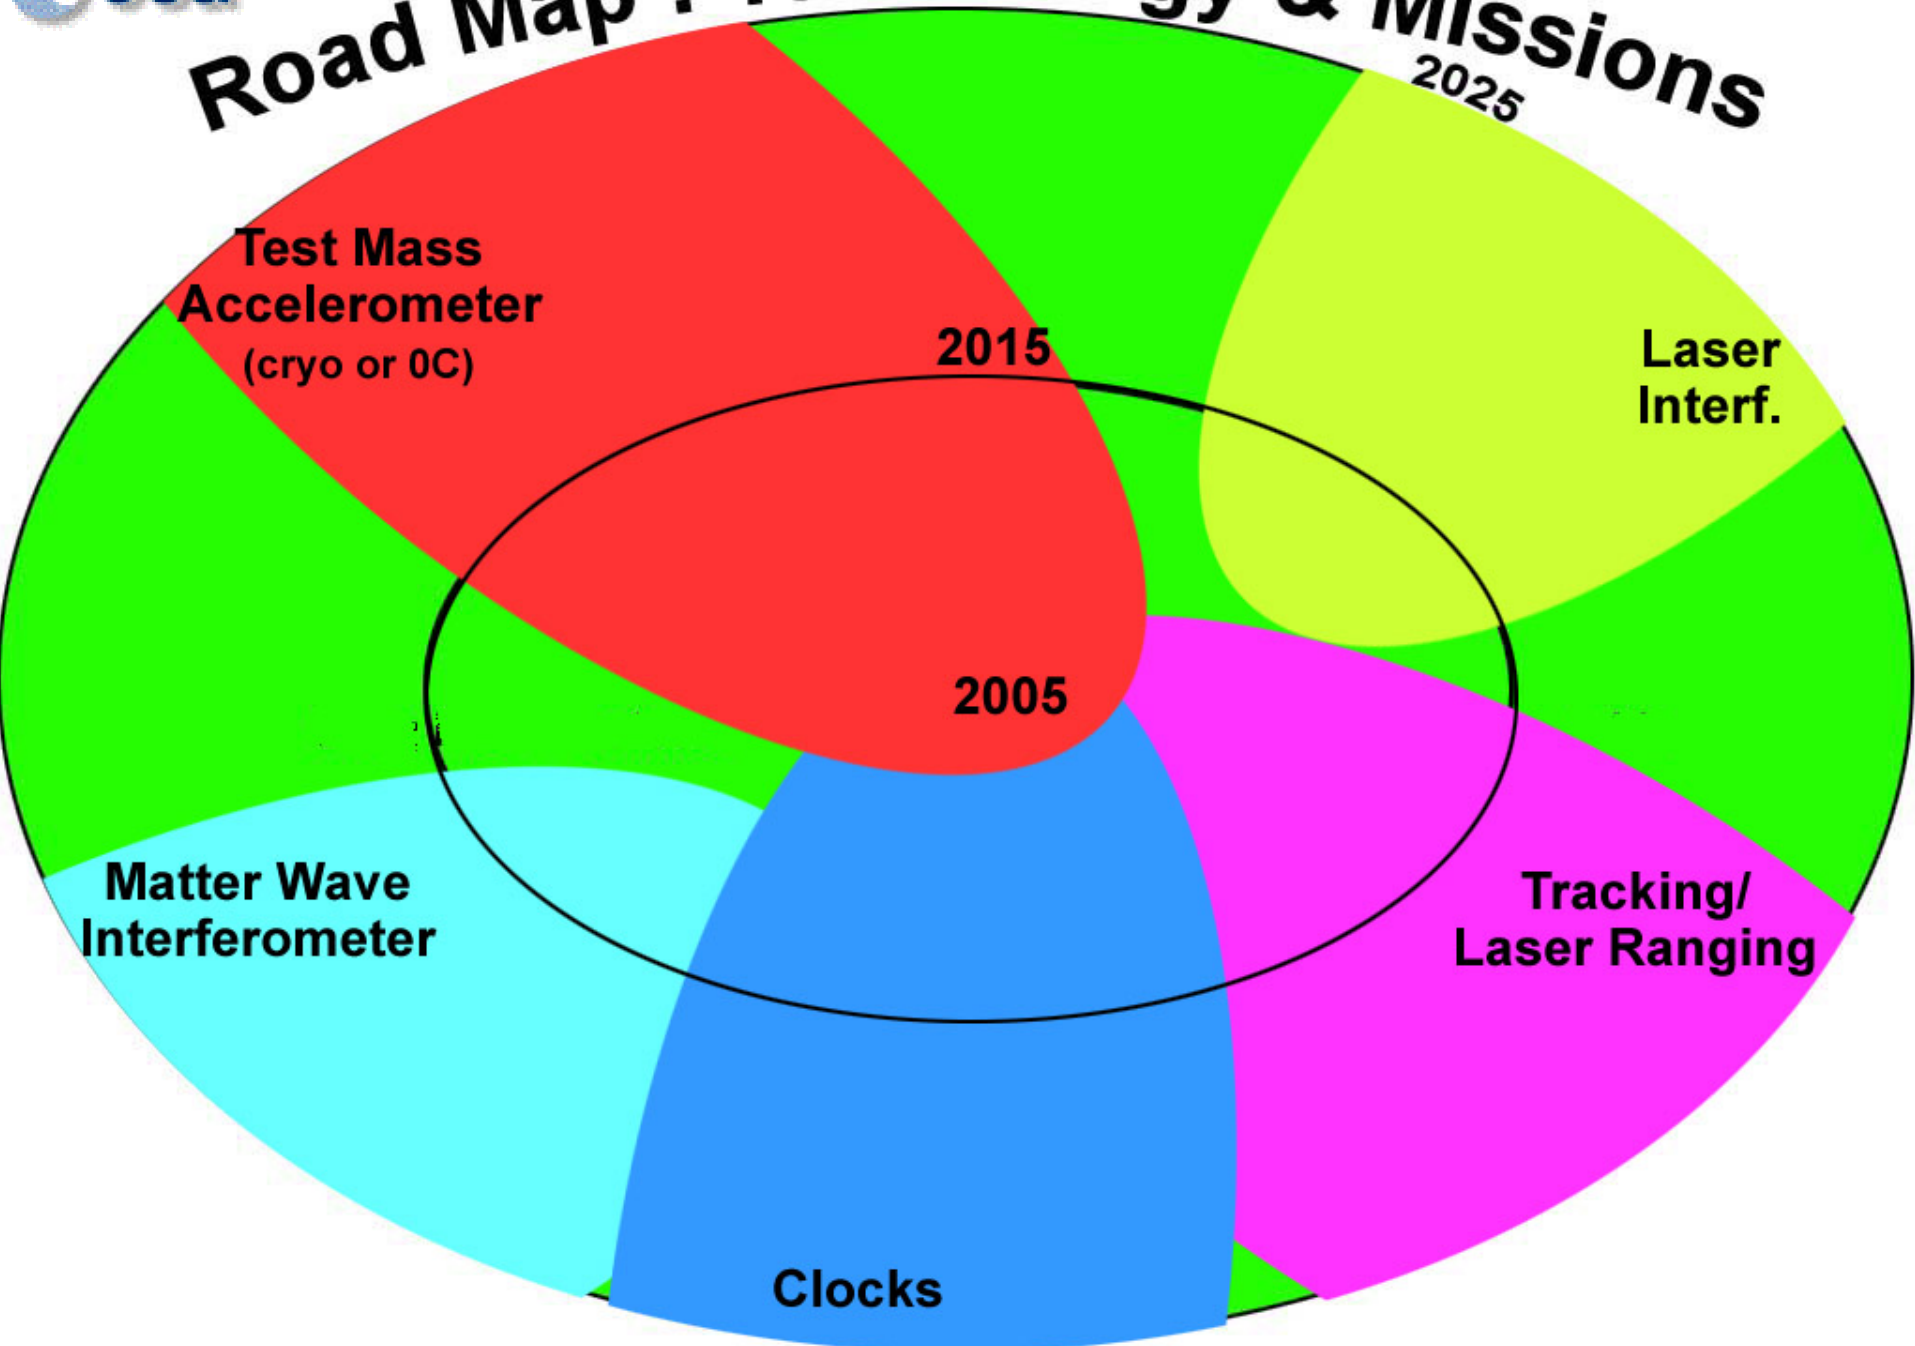 Road Map & Missions
2025
Test Mass
Accelerometer
(cryo or 0C)
2015
Laser
Interf.
2005
Matter Wave
Interferometer
Tracking/
Laser Ranging
Clocks